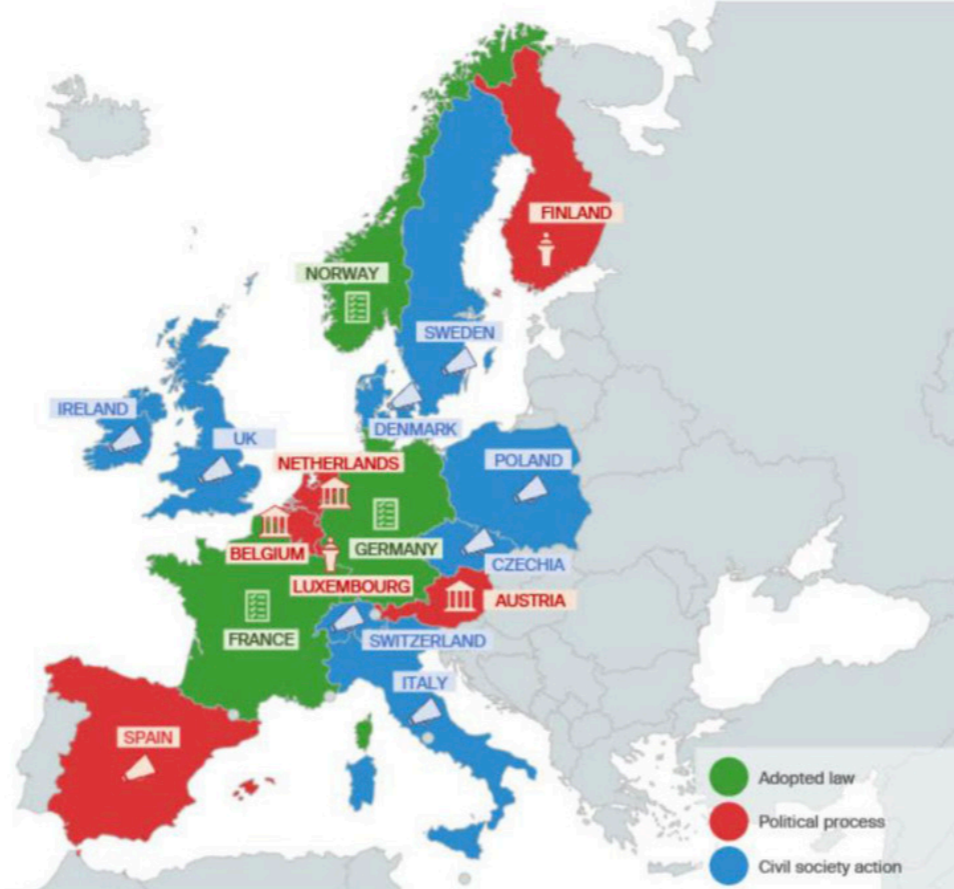 FINLAND
NORWAY
SWEDEN
IRELAND
DENMARK
UK
POLAND
NETHERLANDS
GERMANY
BELGIUM
CZECHIA
LUXEMBOURG
AUSTRIA
FRANCE
SWITZERLAND
ITALY
SPAIN
Adopted law
Political process
Civil society action